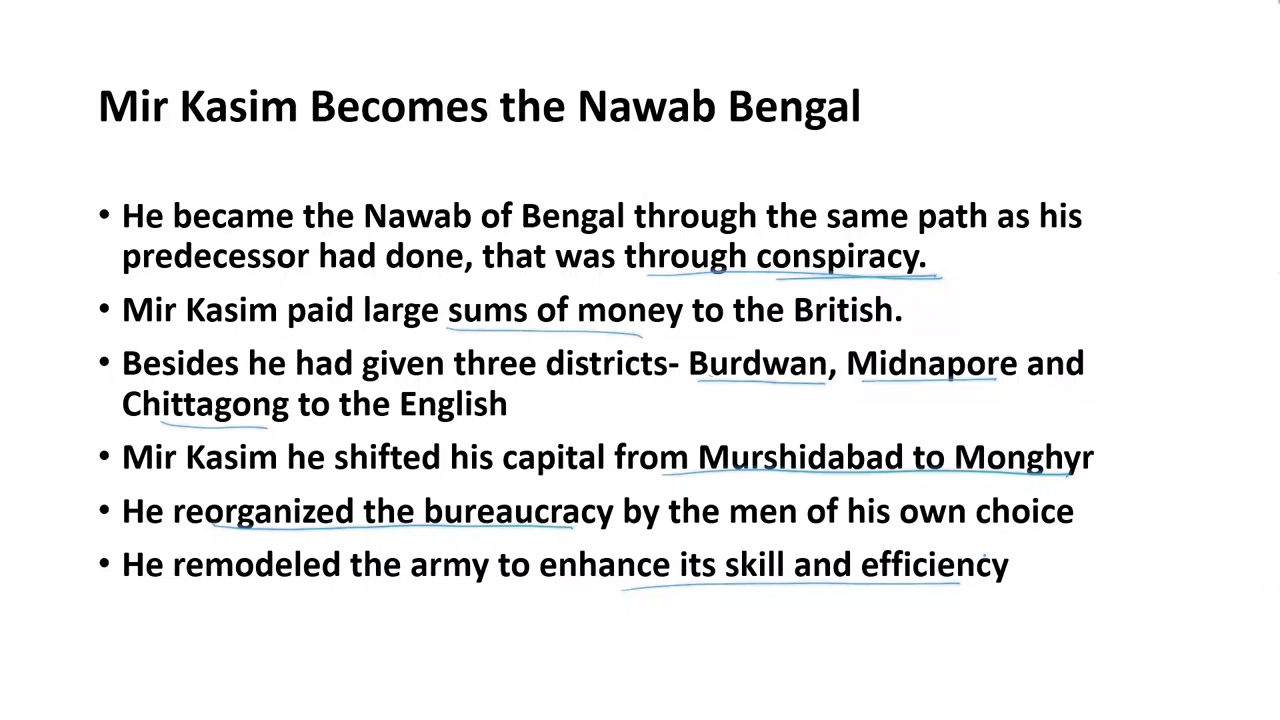 Mir Kasim Becomes the Nawab Bengal
• He became the Nawab of Bengal through the same path as his
predecessor had done, that was through conspiracy.
• Mir Kasim paid large sums of money to the British.
• Besides he had given three districts- Burdwan, Midnapore and
Chittagong to the English
• Mir Kasim he shifted his capital from Murshidabad to Monghyr
• He reorganized the bureaucracy by the men of his own choice
• He remodeled the army to enhance its skill and efficiency